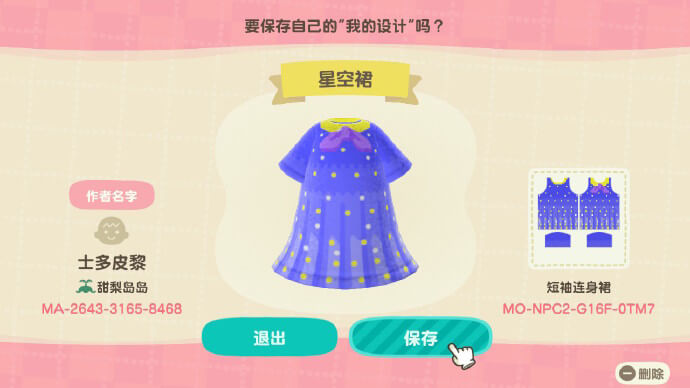 要保存自己的"我的设计"吗？
星空裙
作者名字
士多皮黎
甜梨岛岛
MA-2643-3165-8468
短袖连身裙
MO-NPC2-G16F-0TM7
退出
保存
删除